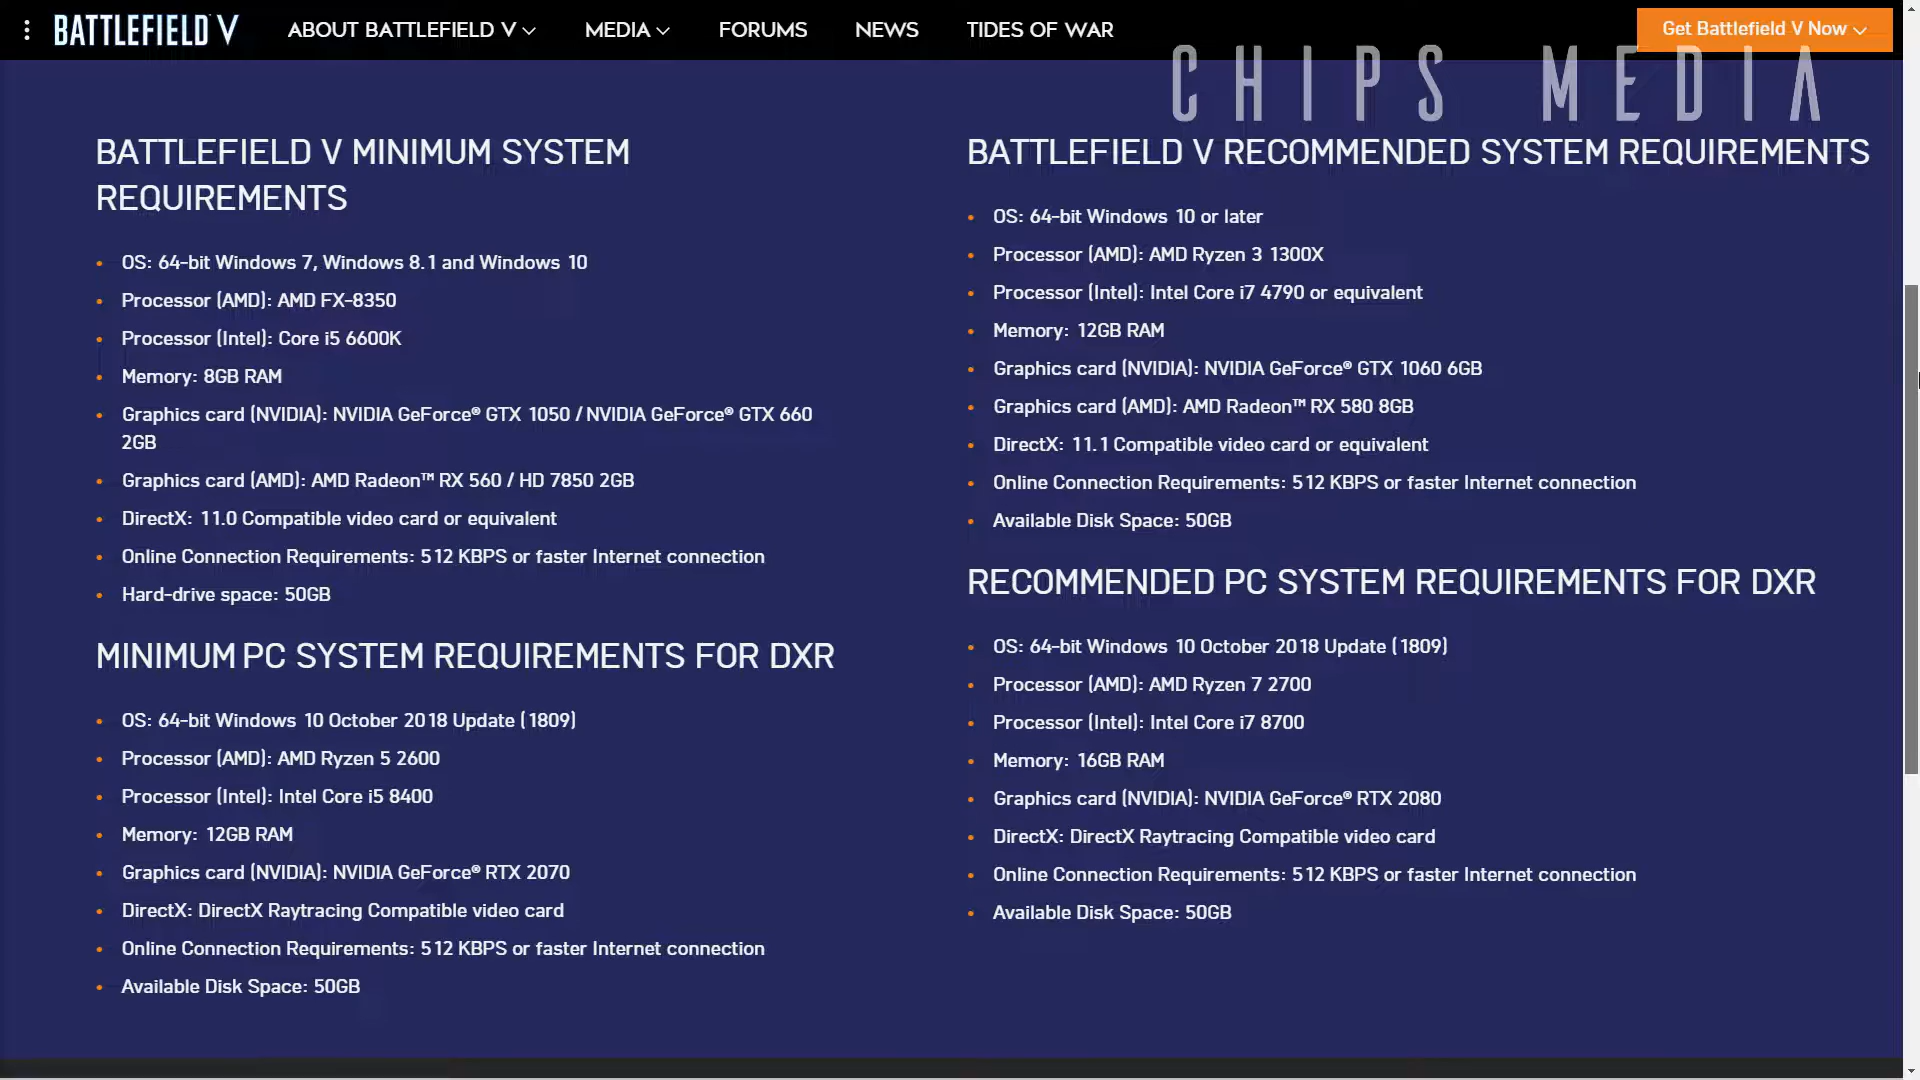 BATTLEFIELD V
ABOUT BATTLEFIELD V
MEDIA
FORUMS
NEWS
TIDES OF WAR
Get Battlefield V Now
CHIPS MEDIA
BATTLEFIELD V MINIMUM SYSTEM
REQUIREMENTS
OS: 64-bit Windows 7, Windows 8.1 and Windows 10
Processor (AMD): AMD FX-8350
Processor (Intel): Core i5 6600K
Memory: 8GB RAM
Graphics card (NVIDIA): NVIDIA GeForce® GTX 1050 / NVIDIA GeForce® GTX 660
2GB
Graphics card (AMD): AMD Radeon™ RX 560 / HD 7850 2GB
DirectX: 11.0 Compatible video card or equivalent
Online Connection Requirements: 512 KBPS or faster Internet connection
Hard-drive space: 50GB
MINIMUM PC SYSTEM REQUIREMENTS FOR DXR
OS: 64-bit Windows 10 October 2018 Update (1809)
Processor (AMD): AMD Ryzen 5 2600
Processor (Intel): Intel Core i5 8400
Memory: 12GB RAM
Graphics card (NVIDIA): NVIDIA GeForce® RTX 2070
DirectX: DirectX Raytracing Compatible video card
Online Connection Requirements: 512 KBPS or faster Internet connection
Available Disk Space: 50GB
BATTLEFIELD V RECOMMENDED SYSTEM REQUIREMENTS
OS: 64-bit Windows 10 or later
Processor (AMD): AMD Ryzen 3 1300X
Processor (Intel): Intel Core i7 4790 or equivalent
Memory: 12GB RAM
Graphics card (NVIDIA): NVIDIA GeForce® GTX 1060 6GB
Graphics card (AMD): AMD Radeon™ RX 580 8GB
DirectX: 11.1 Compatible video card or equivalent
Online Connection Requirements: 512 KBPS or faster Internet connection
Available Disk Space: 50GB
RECOMMENDED PC SYSTEM REQUIREMENTS FOR DXR
OS: 64-bit Windows 10 October 2018 Update (1809)
Processor (AMD): AMD Ryzen 7 2700
Processor (Intel): Intel Core i7 8700
Memory: 16GB RAM
Graphics card (NVIDIA): NVIDIA GeForce® RTX 2080
DirectX: DirectX Raytracing Compatible video card
Online Connection Requirements: 512 KBPS or faster Internet connection
Available Disk Space: 50GB